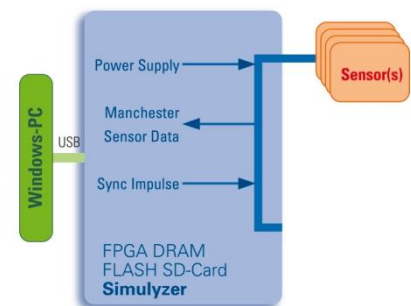 Power Supply
Sensor(s)
Manchester
Sensor Data
Windows-PC
USB
Sync Impulse
FPGA DRAM
FLASH SD-Card
Simulyzer